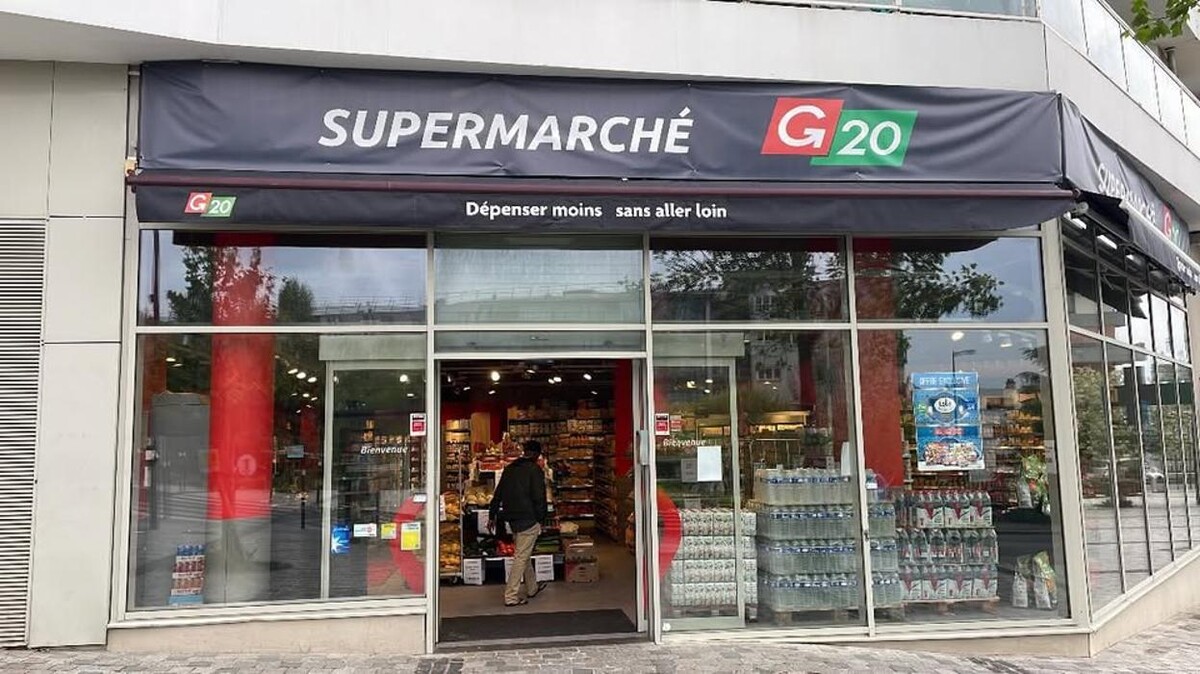 SUPERMARCHÉ G20
G20
Dépenser moins sans aller loin
OFFRE EXCLUSIVE
Bienvenue
Bienvenue